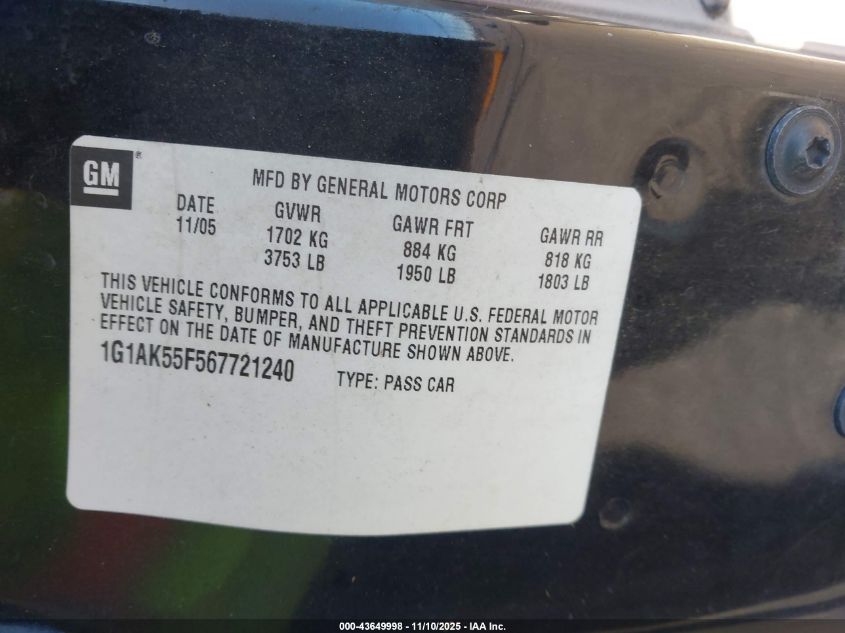 GM ®
MFD BY GENERAL MOTORS CORP
DATE GVWR GAWR FRT GAWR RR
11/05 1702 KG 884 KG 818 KG
3753 LB 1950 LB 1803 LB
THIS VEHICLE CONFORMS TO ALL APPLICABLE U.S. FEDERAL MOTOR
VEHICLE SAFETY, BUMPER, AND THEFT PREVENTION STANDARDS IN
EFFECT ON THE DATE OF MANUFACTURE SHOWN ABOVE.
1G1AK55F567721240 TYPE: PASS CAR
000-43649998 - 11/10/2025 - IAA Inc.